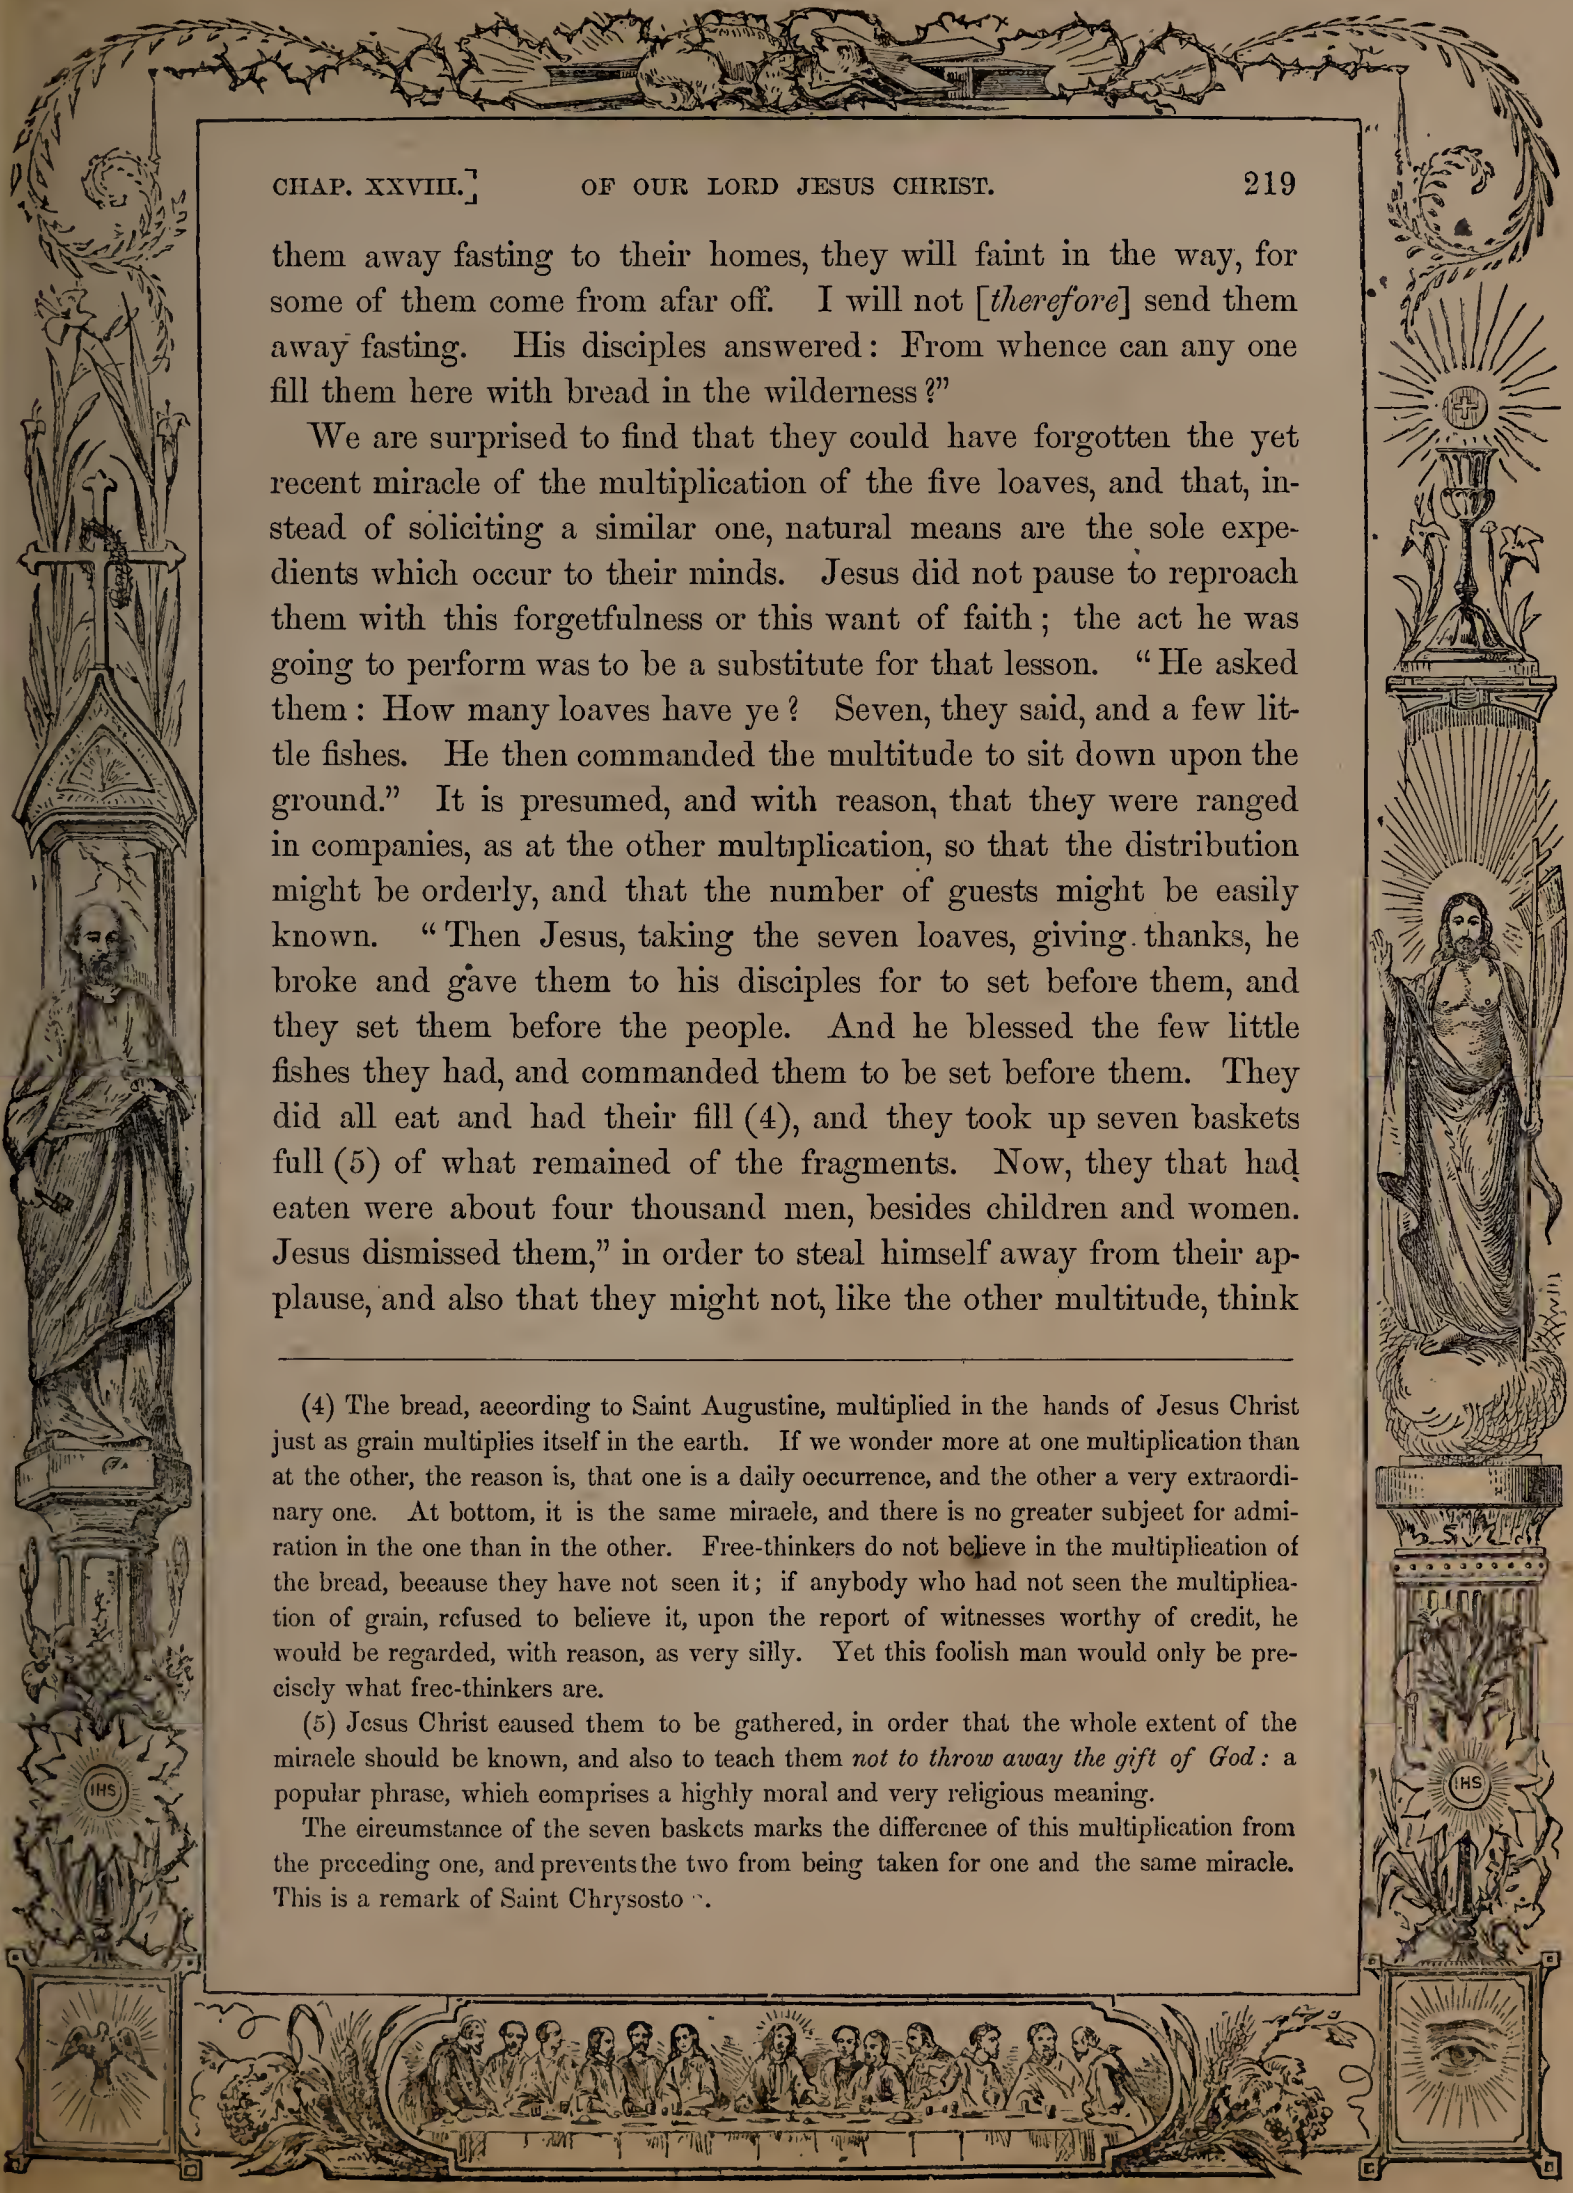 CHAP. XXVIII.] OF OUR LORD JESUS CHRIST. 219
them away fasting to their homes, they will faint in the way, for
some of them come from afar off. I will not [therefore] send them
away fasting. His disciples answered: From whence can any one
fill them here with bread in the wilderness?”
We are surprised to find that they could have forgotten the yet
recent miracle of the multiplication of the five loaves, and that, in-
stead of soliciting a similar one, natural means are the sole expe-
dients which occur to their minds. Jesus did not pause to reproach
them with this forgetfulness or this want of faith; the act he was
going to perform was to be a substitute for that lesson. “He asked
them: How many loaves have ye? Seven, they said, and a few lit-
tle fishes. He then commanded the multitude to sit down upon the
ground.” It is presumed, and with reason, that they were ranged
in companies, as at the other multiplication, so that the distribution
might be orderly, and that the number of guests might be easily
known. “Then Jesus, taking the seven loaves, giving thanks, he
broke and gave them to his disciples for to set before them, and
they set them before the people. And he blessed the few little
fishes they had, and commanded them to be set before them. They
did all eat and had their fill (4), and they took up seven baskets
full (5) of what remained of the fragments. Now, they that had
eaten were about four thousand men, besides children and women.
Jesus dismissed them,” in order to steal himself away from their ap-
plause, and also that they might not, like the other multitude, think
(4) The bread, according to Saint Augustine, multiplied in the hands of Jesus Christ
just as grain multiplies itself in the earth. If we wonder more at one multiplication than
at the other, the reason is, that one is a daily occurrence, and the other a very extraordi-
nary one. At bottom, it is the same miracle, and there is no greater subject for admi-
ration in the one than in the other. Free-thinkers do not believe in the multiplication of
the bread, because they have not seen it; if anybody who had not seen the multiplica-
tion of grain, refused to believe it, upon the report of witnesses worthy of credit, he
would be regarded, with reason, as very silly. Yet this foolish man would only be pre-
cisely what free-thinkers are.
(5) Jesus Christ caused them to be gathered, in order that the whole extent of the
miracle should be known, and also to teach them not to throw away the gift of God: a
popular phrase, which comprises a highly moral and very religious meaning.
The circumstance of the seven baskets marks the difference of this multiplication from
the preceding one, and prevents the two from being taken for one and the same miracle.
This is a remark of Saint Chrysosto .
IHS
IHS